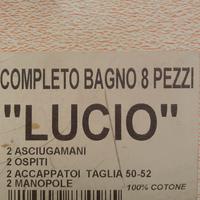 COMPLETO BAGNO 8 PEZZI
"LUCIO"
2 ASCIUGAMANI
2 OSPITI
2 ACCAPPATOI TAGLIA 50-52
2 MANOPOLE
100% COTONE